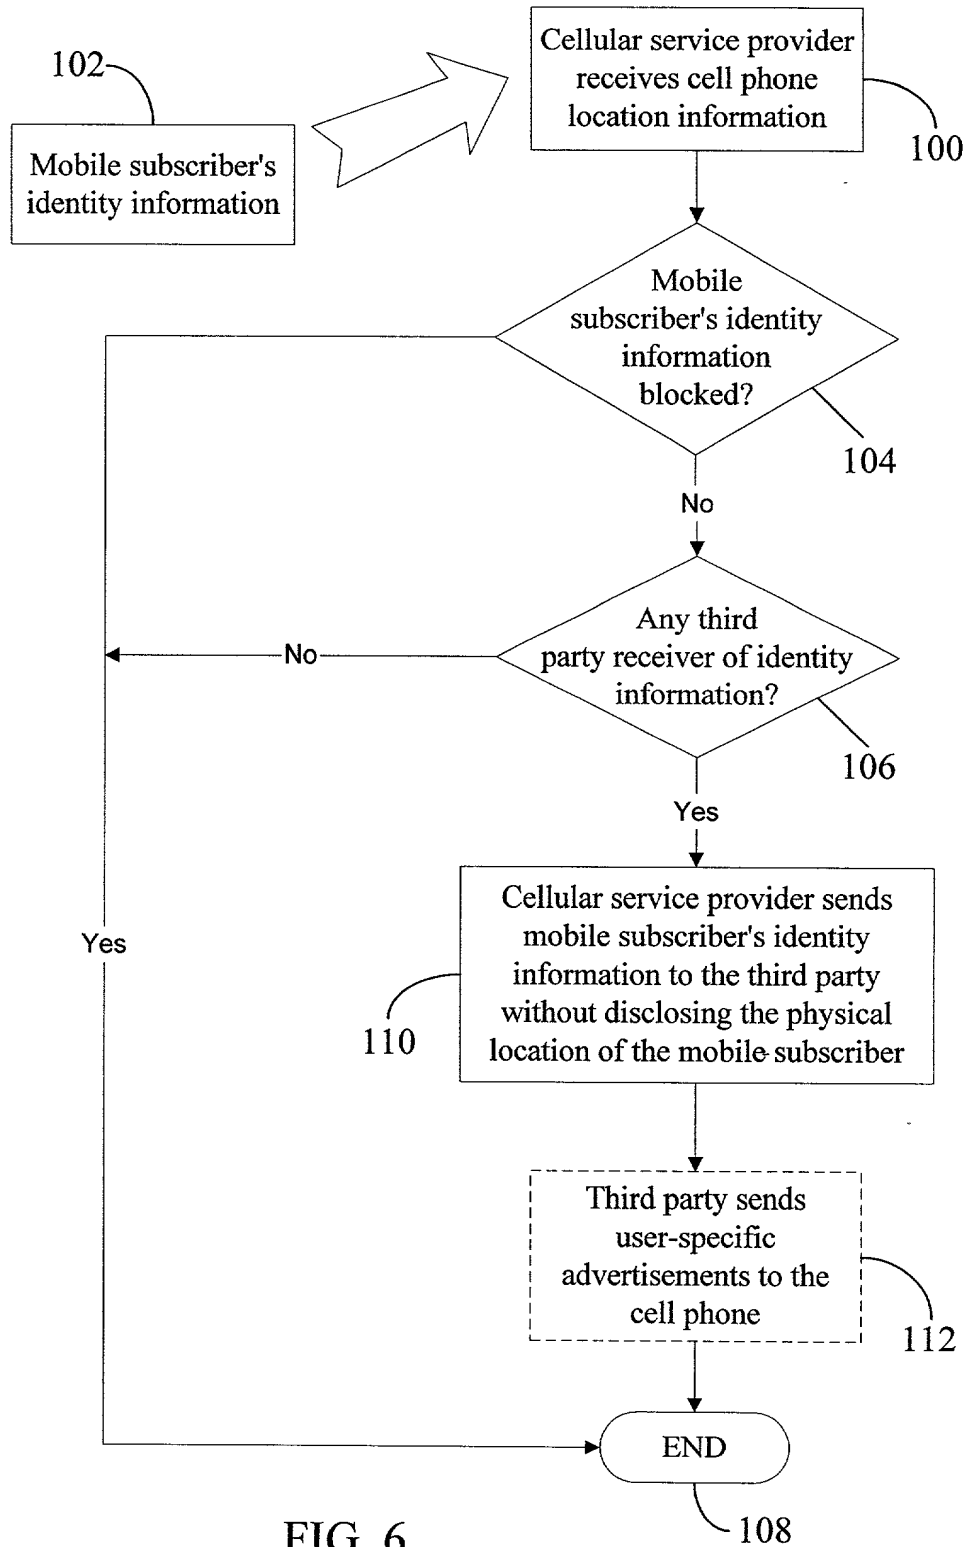 Cellular service provider
receives cell phone
location information
100
102
Mobile subscriber's
identity information
Mobile
subscriber's identity
information
blocked?
104
No
Any third
party receiver of identity
information?
106
No
Yes
Cellular service provider sends
mobile subscriber's identity
information to the third party
without disclosing the physical
location of the mobile subscriber
110
Yes
Third party sends
user-specific
advertisements to the
cell phone
112
END
108
FIG. 6